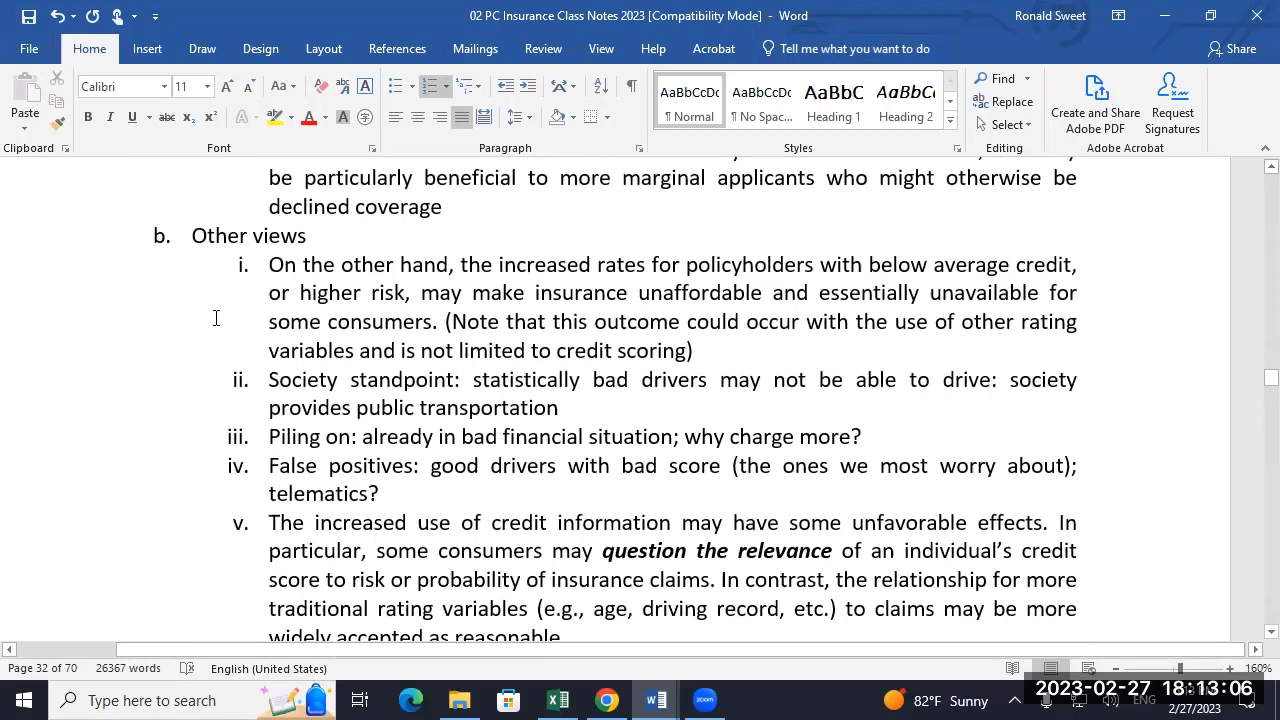 02 PC Insurance Class Notes 2023 [Compatibility Mode] - Word
Ronald Sweet
File Home Insert Draw Design Layout References Mailings Review View Help Acrobat Tell me what you want to do Share
Paste
Calibri 11
AaBbCcDc AaBbCcDc AaBbC AaBbC
¶ Normal ¶ No Spac... Heading 1 Heading 2
Find
Replace
Select
Create and Share Adobe PDF
Request Signatures
Clipboard Font Paragraph Styles Editing Adobe Acrobat
be particularly beneficial to more marginal applicants who might otherwise be
declined coverage
b. Other views
i. On the other hand, the increased rates for policyholders with below average credit,
or higher risk, may make insurance unaffordable and essentially unavailable for
some consumers. (Note that this outcome could occur with the use of other rating
variables and is not limited to credit scoring)
ii. Society standpoint: statistically bad drivers may not be able to drive: society
provides public transportation
iii. Piling on: already in bad financial situation; why charge more?
iv. False positives: good drivers with bad score (the ones we most worry about);
telematics?
v. The increased use of credit information may have some unfavorable effects. In
particular, some consumers may question the relevance of an individual's credit
score to risk or probability of insurance claims. In contrast, the relationship for more
traditional rating variables (e.g., age, driving record, etc.) to claims may be more
widely accepted as reasonable
Page 32 of 70 26367 words English (United States) 160%
Type here to search
82°F Sunny
ENG
2023-02-27 18:13:06
2/27/2023